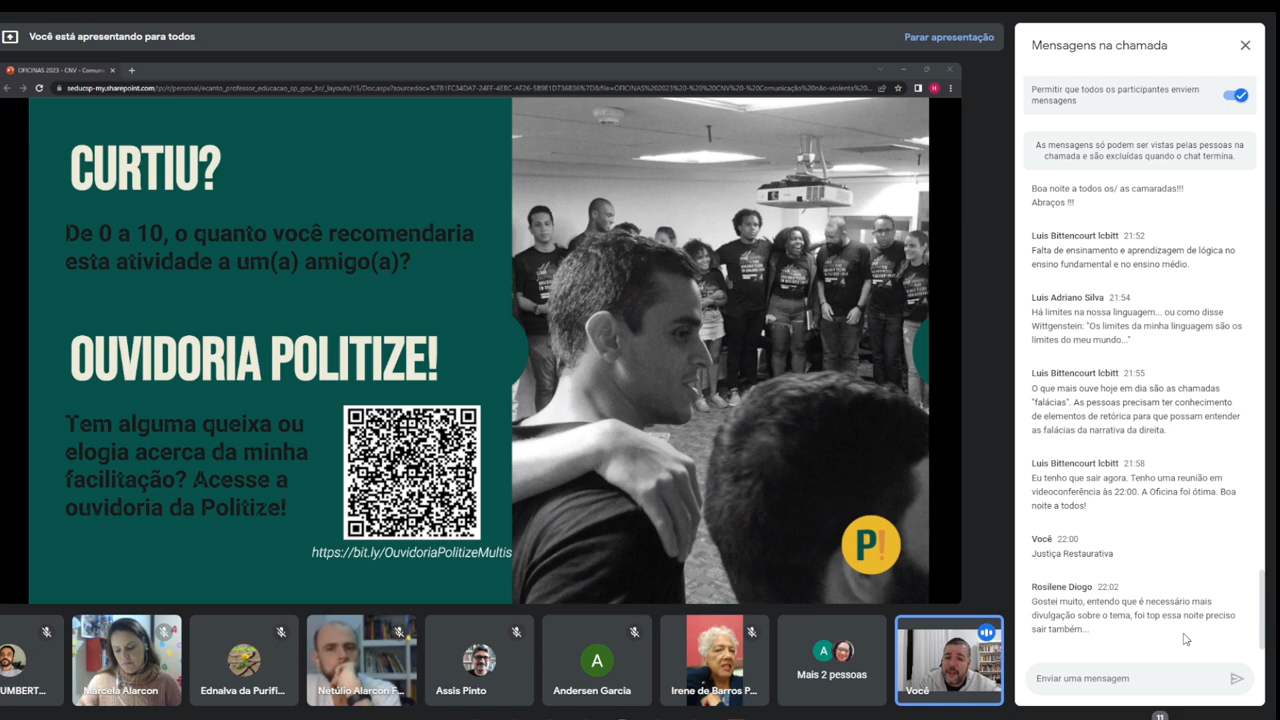 Você está apresentando para todos
Parar apresentação
OFICINAS 2023 - CNV - Comuni
CURTIU?
De 0 a 10, o quanto você recomendaria
esta atividade a um(a) amigo(a)?
OUVIDORIA POLITIZE!
Tem alguma queixa ou
elogia acerca da minha
facilitação? Acesse a
ouvidoria da Politize!
https://bit.ly/OuvidoriaPolitizeMultis
P!
UMBERT...
Marcela Alarcon
Ednalva da Purifi...
Netúlio Alarcon F...
Assis Pinto
A
Andersen Garcia
Irene de Barros P...
A
Mais 2 pessoas
Você
Mensagens na chamada
Permitir que todos os participantes enviem
mensagens
As mensagens só podem ser vistas pelas pessoas na
chamada e são excluídas quando o chat termina.
Boa noite a todos os/ as camaradas!!!
Abraços !!!
Luis Bittencourt lcbitt 21:52
Falta de ensinamento e aprendizagem de lógica no
ensino fundamental e no ensino médio.
Luis Adriano Silva 21:54
Há limites na nossa linguagem... ou como disse
Wittgenstein: "Os limites da minha linguagem são os
limites do meu mundo..."
Luis Bittencourt lcbitt 21:55
O que mais ouve hoje em dia são as chamadas
"falácias". As pessoas precisam ter conhecimento
de elementos de retórica para que possam entender
as falácias da narrativa da direita.
Luis Bittencourt lcbitt 21:58
Eu tenho que sair agora. Tenho uma reunião em
videoconferência às 22:00. A Oficina foi ótima. Boa
noite a todos!
Você 22:00
Justiça Restaurativa
Rosilene Diogo 22:02
Gostei muito, entendo que é necessário mais
divulgação sobre o tema, foi top essa noite preciso
sair também...
Enviar uma mensagem
11